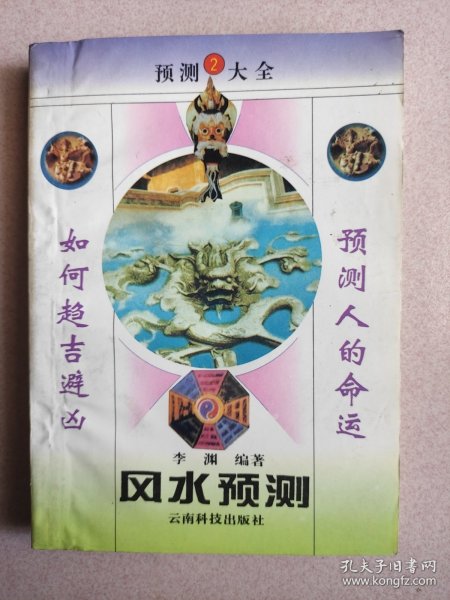 预测2大全
预测人的命运
如何趋吉避凶
李渊 编著
风水预测
云南科技出版社
孔夫子旧书网
www.kongfz.com